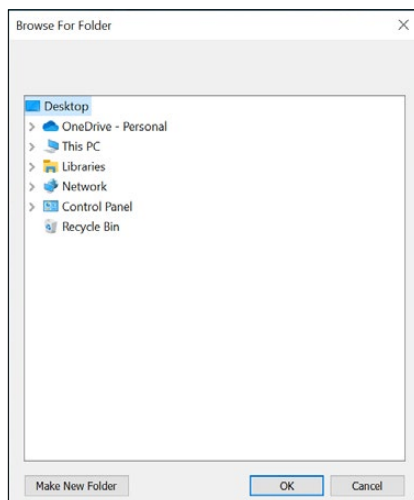 Browse For Folder
Desktop
OneDrive - Personal
This PC
Libraries
Network
Control Panel
Recycle Bin
Make New Folder
OK
Cancel